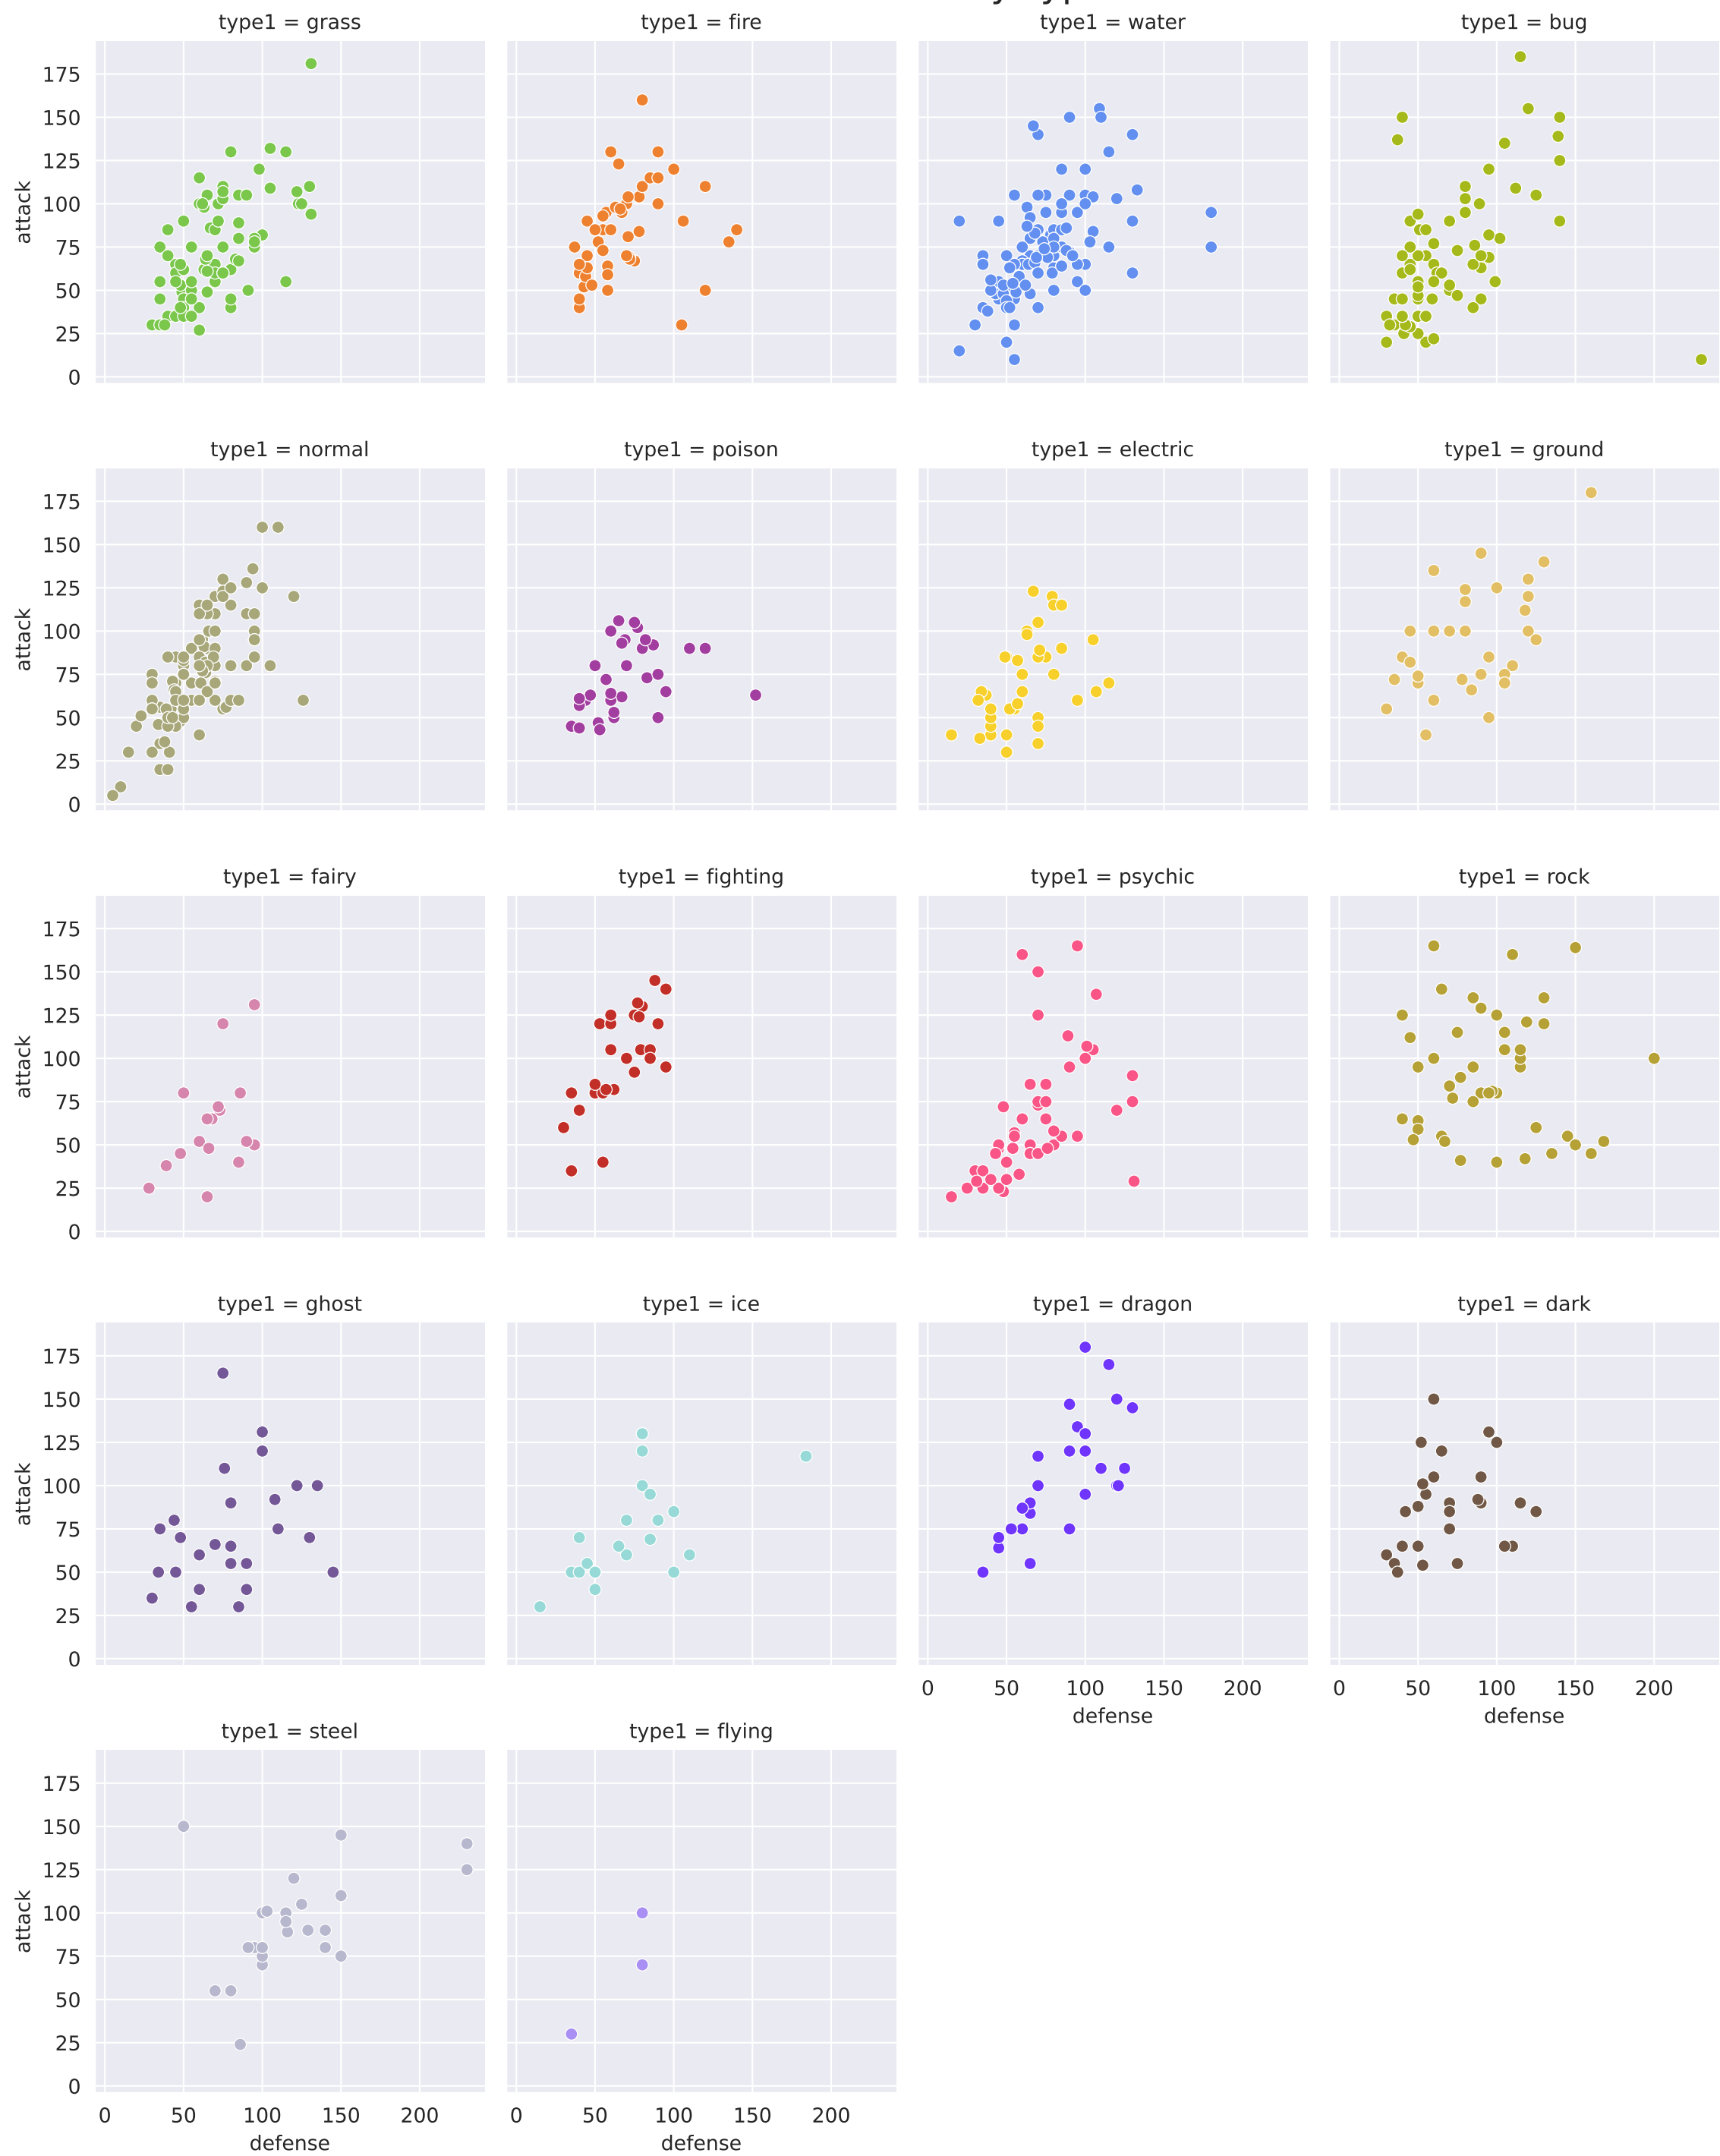 type1 = grass type1 = fire type1 = water type1 = bug
175
150
125
100
75
50
25
0
attack
type1 = normal type1 = poison type1 = electric type1 = ground
175
150
125
100
75
50
25
0
attack
type1 = fairy type1 = fighting type1 = psychic type1 = rock
175
150
125
100
75
50
25
0
attack
type1 = ghost type1 = ice type1 = dragon type1 = dark
175
150
125
100
75
50
25
0
attack
0 50 100 150 200 0 50 100 150 200
defense defense
type1 = steel type1 = flying
175
150
125
100
75
50
25
0
attack
0 50 100 150 200 0 50 100 150 200
defense defense